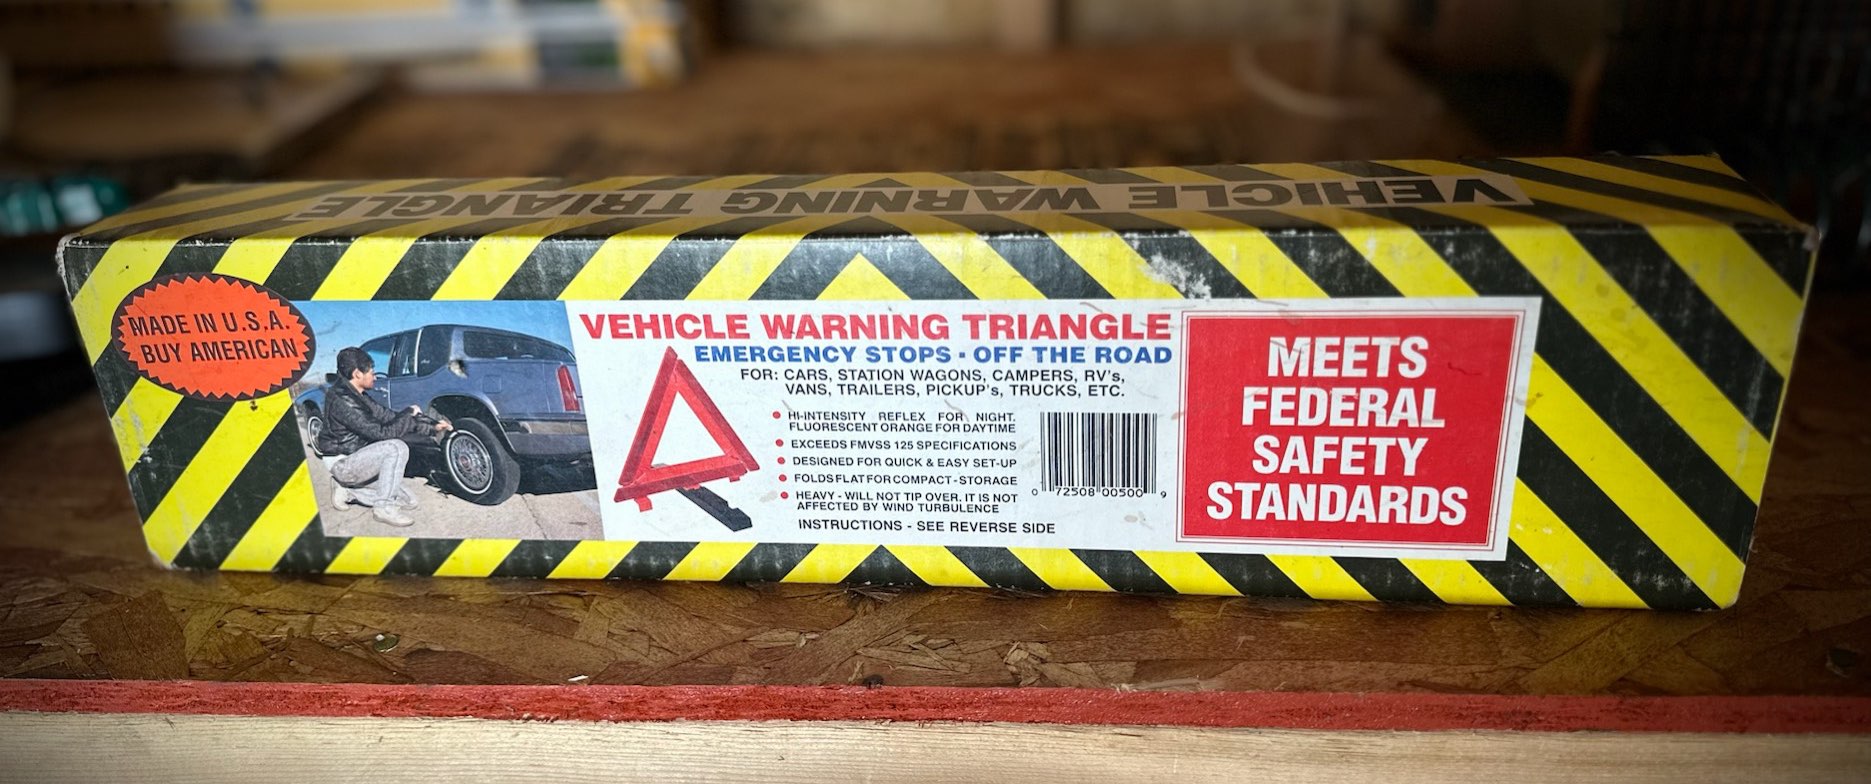 VEHICLE WARNING TRIANGLE
MADE IN U.S.A.
BUY AMERICAN
VEHICLE WARNING TRIANGLE
EMERGENCY STOPS • OFF THE ROAD
FOR: CARS, STATION WAGONS, CAMPERS, RV's,
VANS, TRAILERS, PICKUP's, TRUCKS, ETC.
• HI-INTENSITY REFLEX FOR NIGHT.
FLUORESCENT ORANGE FOR DAYTIME
• EXCEEDS FMVSS 125 SPECIFICATIONS
• DESIGNED FOR QUICK & EASY SET-UP
• FOLDS FLAT FOR COMPACT - STORAGE
• HEAVY - WILL NOT TIP OVER. IT IS NOT
AFFECTED BY WIND TURBULENCE
INSTRUCTIONS - SEE REVERSE SIDE
0 72508 00500 9
MEETS
FEDERAL
SAFETY
STANDARDS